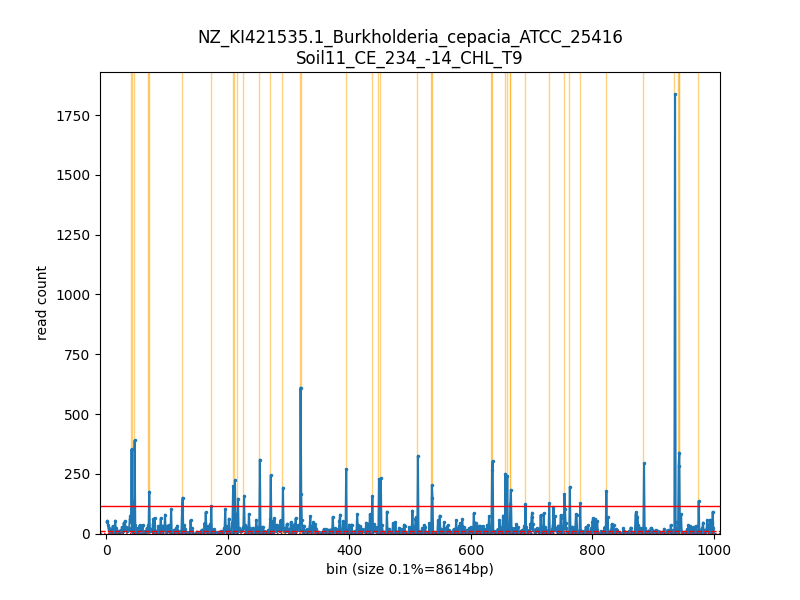 NZ_KI421535.1_Burkholderia_cepacia_ATCC_25416
Soil11_CE_234_-14_CHL_T9
read count
1750
1500
1250
1000
750
500
250
0
0 200 400 600 800 1000
bin (size 0.1%=8614bp)